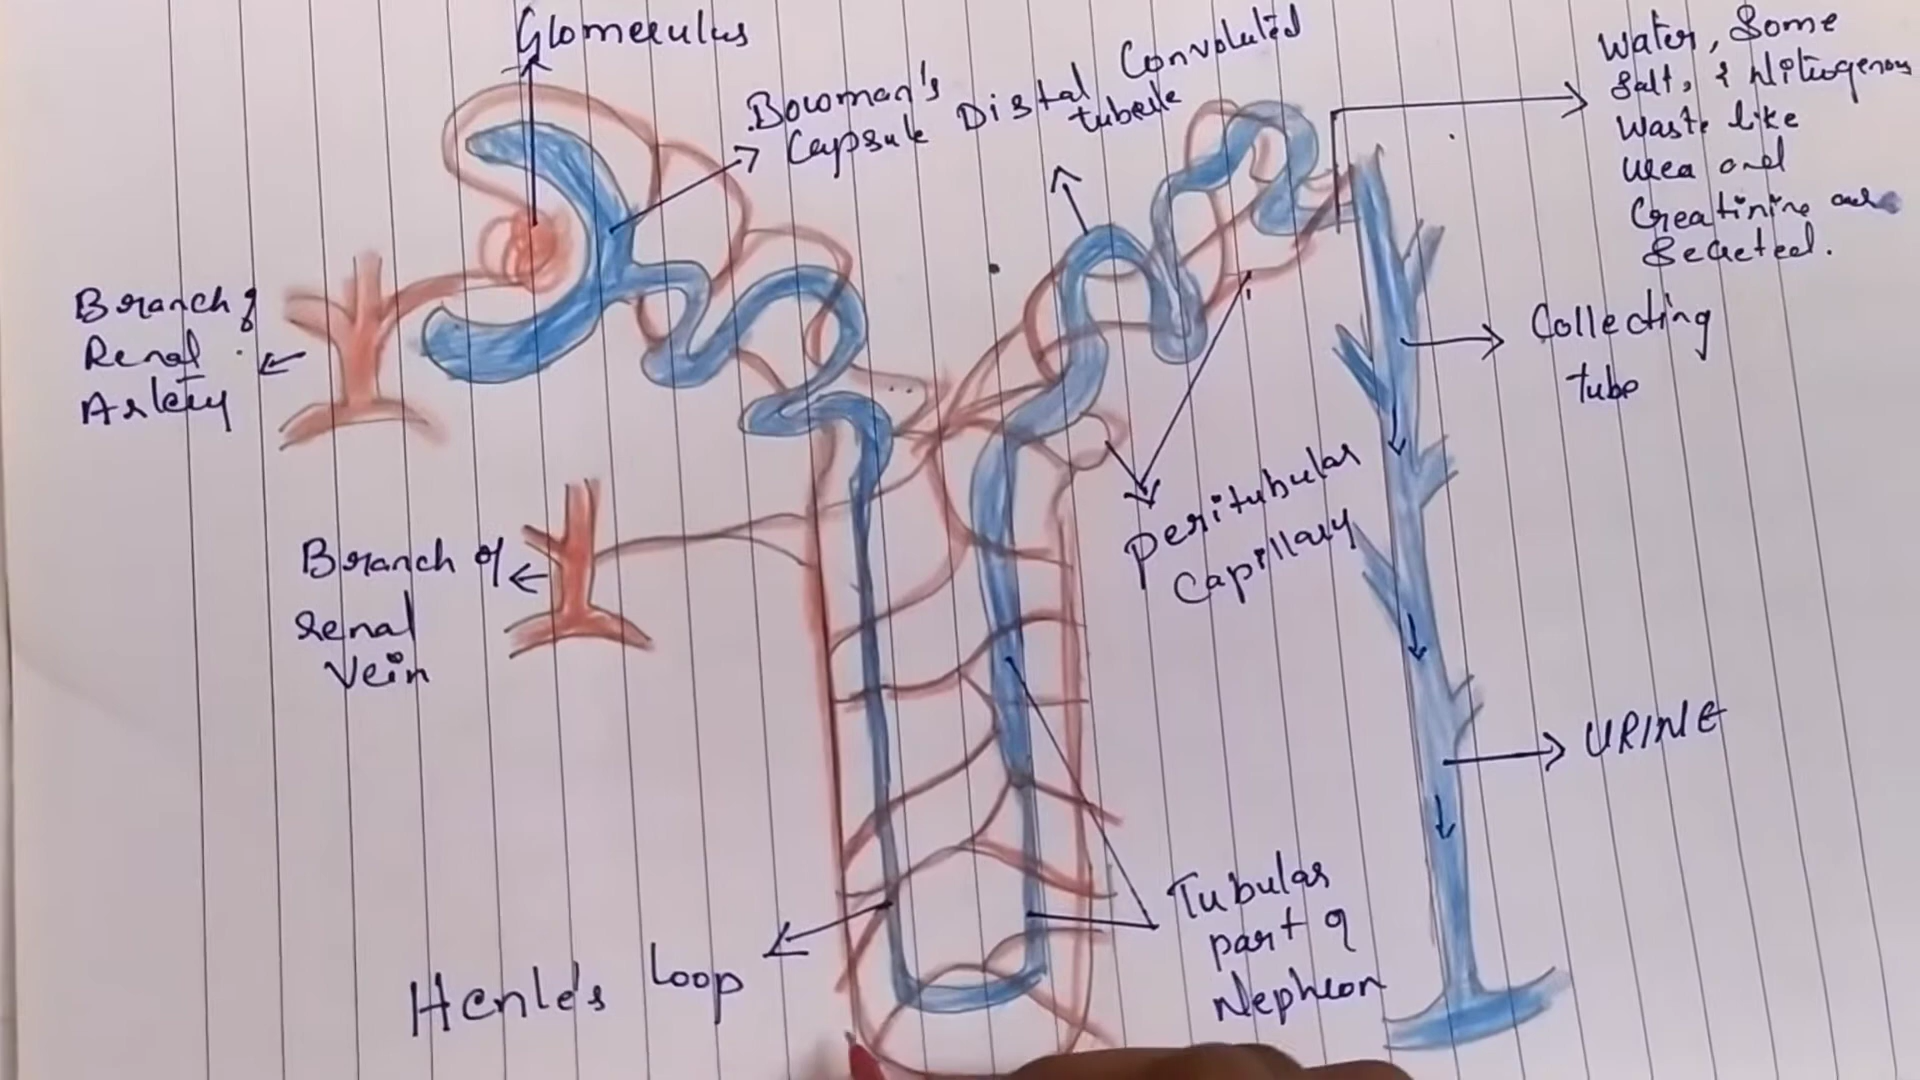 Glomerulus
Bowman's
Capsule
Distal Convoluted
tubule
Water, Some
Salt, & Nitrogenous
Waste like
Urea and
Creatinine are
Secreted.
Branch of
Renal
Artery
Collecting
tube
Peritubular
Capillary
Branch of
renal
Vein
URINE
Tubular
part of
Nephron
Henle's Loop